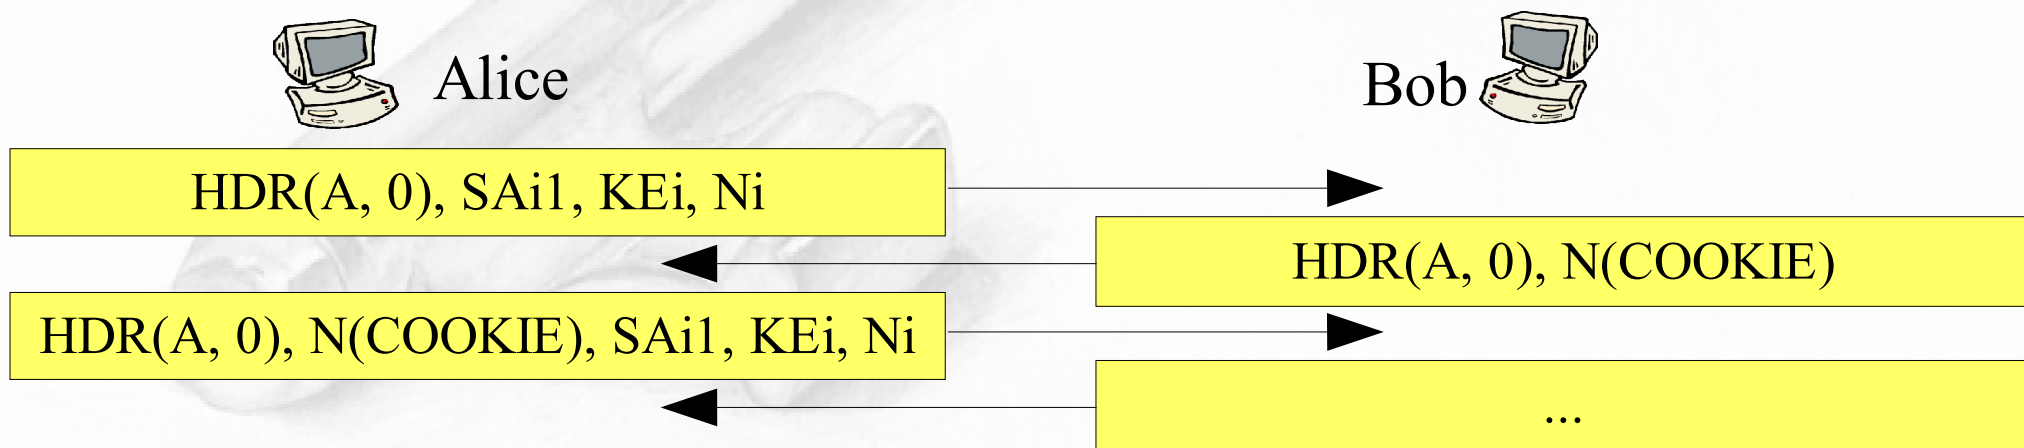 Alice
Bob
HDR(A, 0), SAi1, KEi, Ni
HDR(A, 0), N(COOKIE)
HDR(A, 0), N(COOKIE), SAi1, KEi, Ni
...